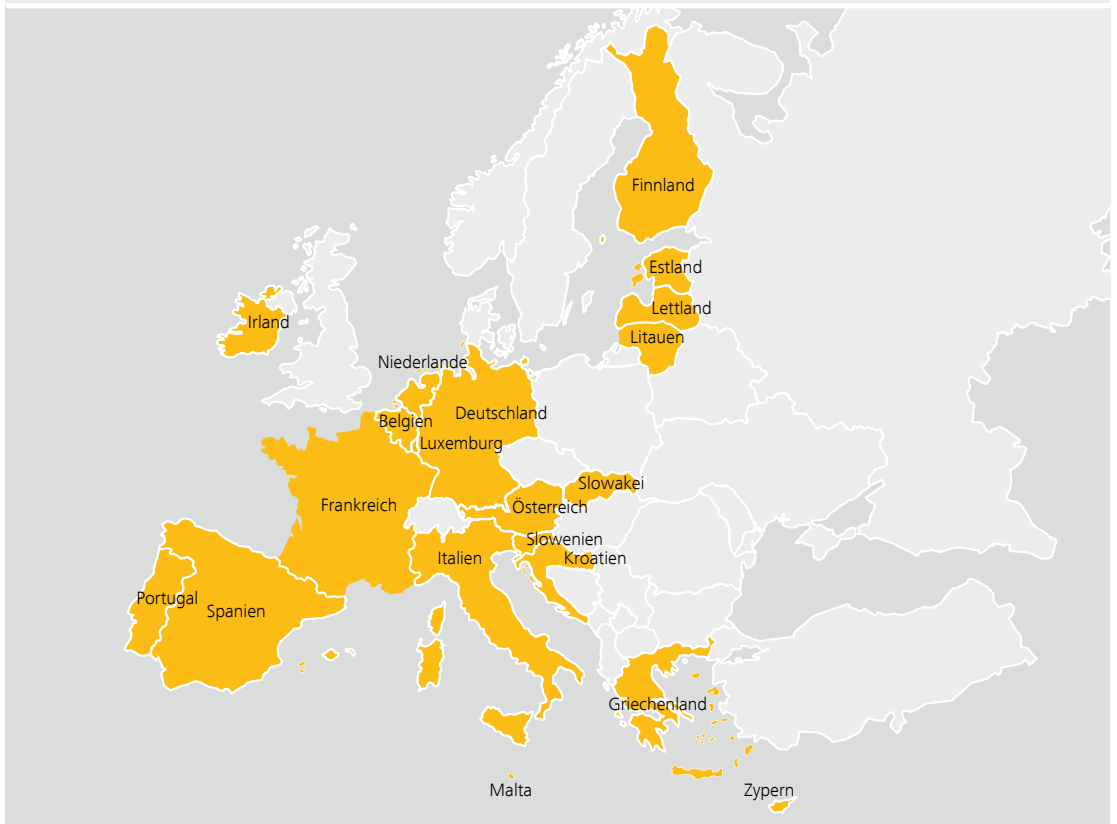 Finnland
Estland
Lettland
Irland
Litauen
Niederlande
Deutschland
Belgien
Luxemburg
Slowakei
Frankreich
Österreich
Slowenien
Italien
Kroatien
Portugal
Spanien
Griechenland
Malta
Zypern